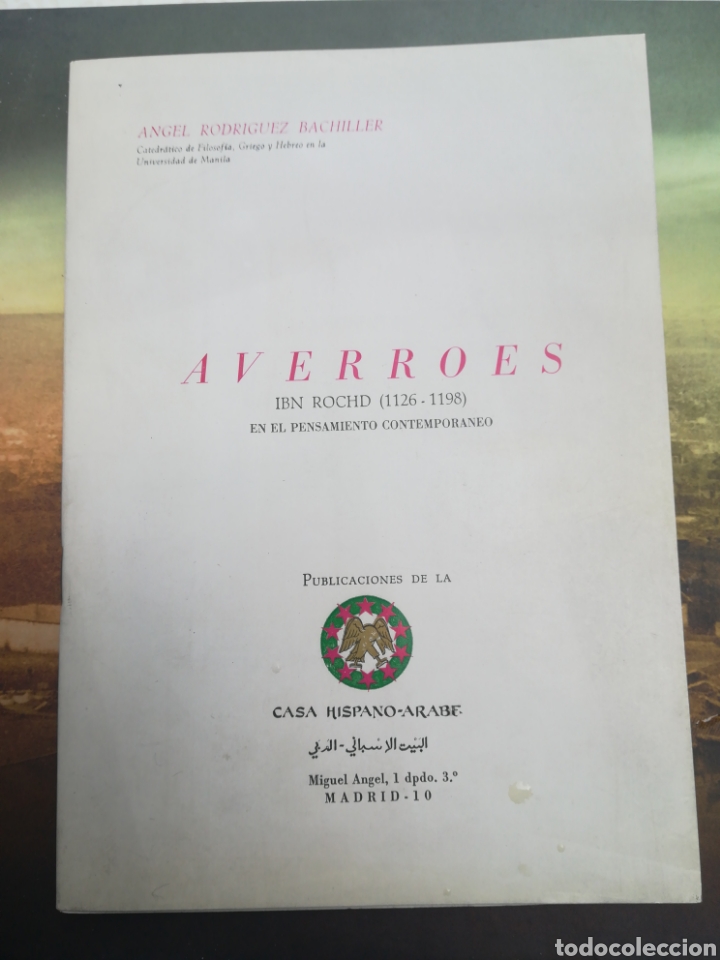 ANGEL RODRIGUEZ BACHILLER
Catedrático de Filosofía, Griego y Hebreo en la
Universidad de Manila
AVERROES
IBN ROCHD (1126 - 1198)
EN EL PENSAMIENTO CONTEMPORANEO
PUBLICACIONES DE LA
CASA HISPANO-ARABE
البيت الاسباني - العربي
Miguel Angel, 1 dpdo. 3.º
MADRID - 10
todocoleccion